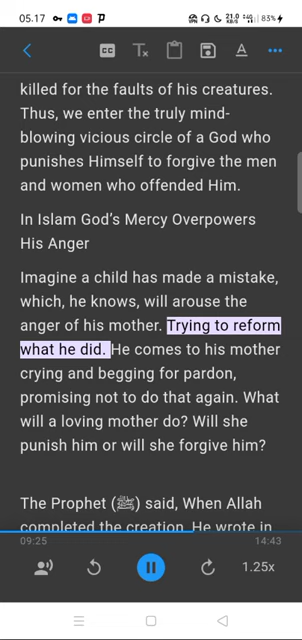 05.17
21.0
KB/S
83%
CC
A
killed for the faults of his creatures.
Thus, we enter the truly mind-
blowing vicious circle of a God who
punishes Himself to forgive the men
and women who offended Him.
In Islam God’s Mercy Overpowers
His Anger
Imagine a child has made a mistake,
which, he knows, will arouse the
anger of his mother. Trying to reform
what he did. He comes to his mother
crying and begging for pardon,
promising not to do that again. What
will a loving mother do? Will she
punish him or will she forgive him?
The Prophet (ﷺ) said, When Allah
completed the creation, He wrote in
09:25
14:43
1.25x